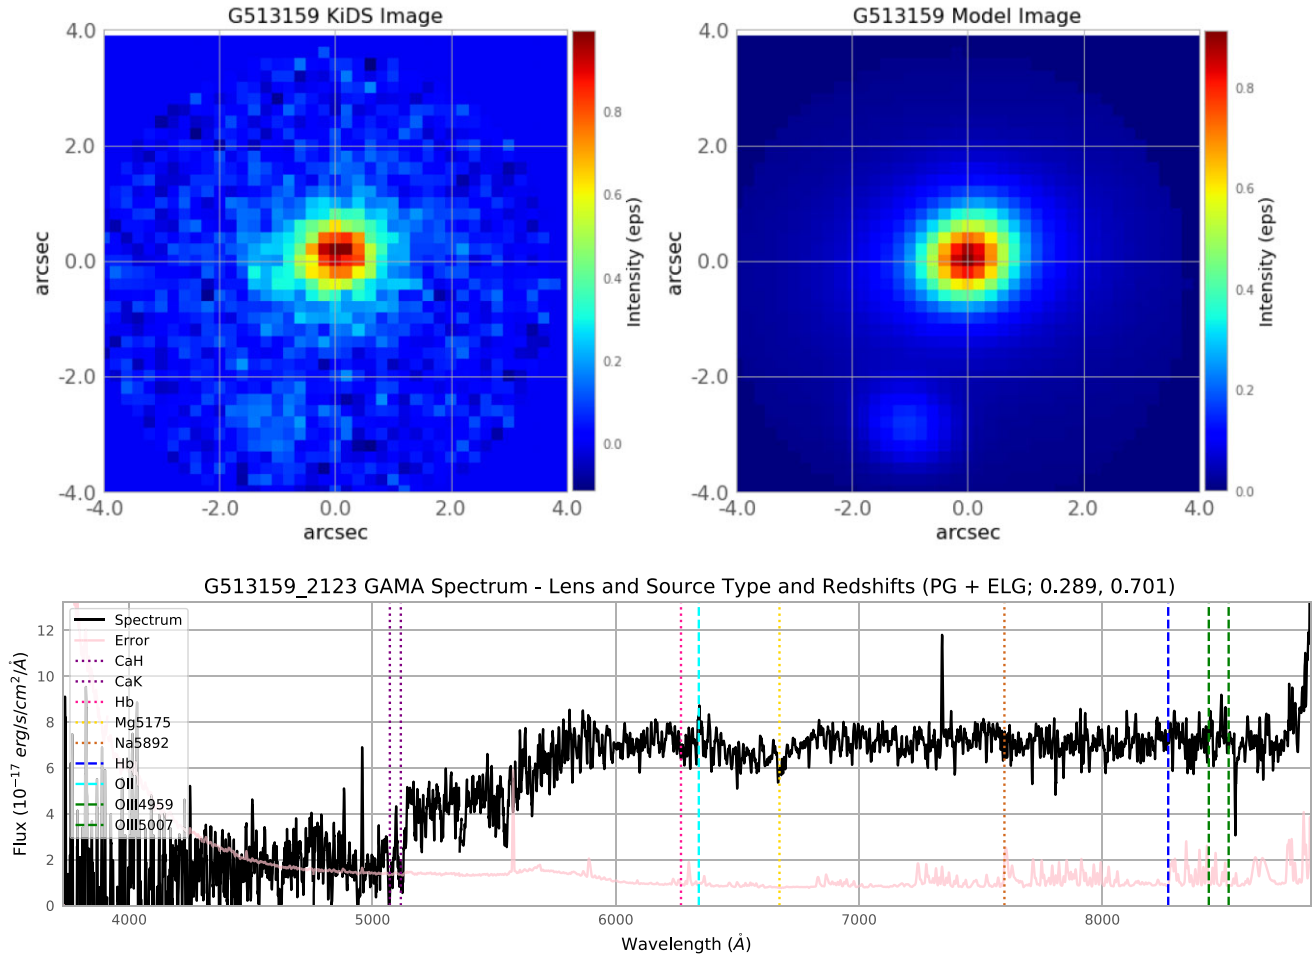 G513159 KiDS Image
4.0
2.0
0.0
-2.0
-4.0
-4.0 -2.0 0.0 2.0 4.0
arcsec
arcsec
0.8
0.6
0.4
0.2
0.0
Intensity (eps)
G513159 Model Image
4.0
2.0
0.0
-2.0
-4.0
-4.0 -2.0 0.0 2.0 4.0
arcsec
arcsec
0.8
0.6
0.4
0.2
0.0
Intensity (eps)
G513159_2123 GAMA Spectrum - Lens and Source Type and Redshifts (PG + ELG; 0.289, 0.701)
Spectrum
Error
CaH
CaK
Hb
Mg5175
Na5892
Hb
OII
OIII4959
OIII5007
12
10
8
6
4
2
0
Flux (10⁻¹⁷ erg/s/cm²/Å)
4000 5000 6000 7000 8000
Wavelength (Å)